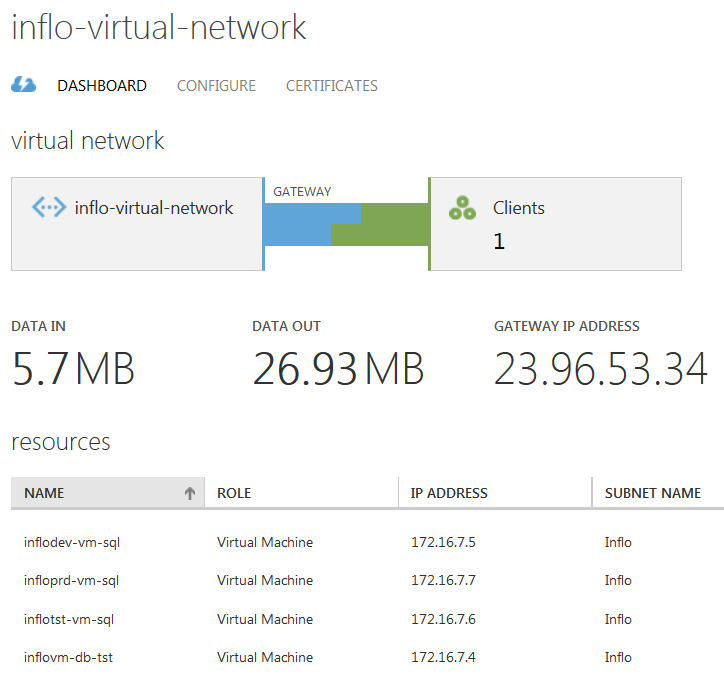 inflo-virtual-network
DASHBOARD CONFIGURE CERTIFICATES
virtual network
inflo-virtual-network GATEWAY Clients
1
DATA IN DATA OUT GATEWAY IP ADDRESS
5.7 MB 26.93 MB 23.96.53.34
resources
NAME ROLE IP ADDRESS SUBNET NAME
inflodev-vm-sql Virtual Machine 172.16.7.5 Inflo
infloprd-vm-sql Virtual Machine 172.16.7.7 Inflo
inflotst-vm-sql Virtual Machine 172.16.7.6 Inflo
inflovm-db-tst Virtual Machine 172.16.7.4 Inflo